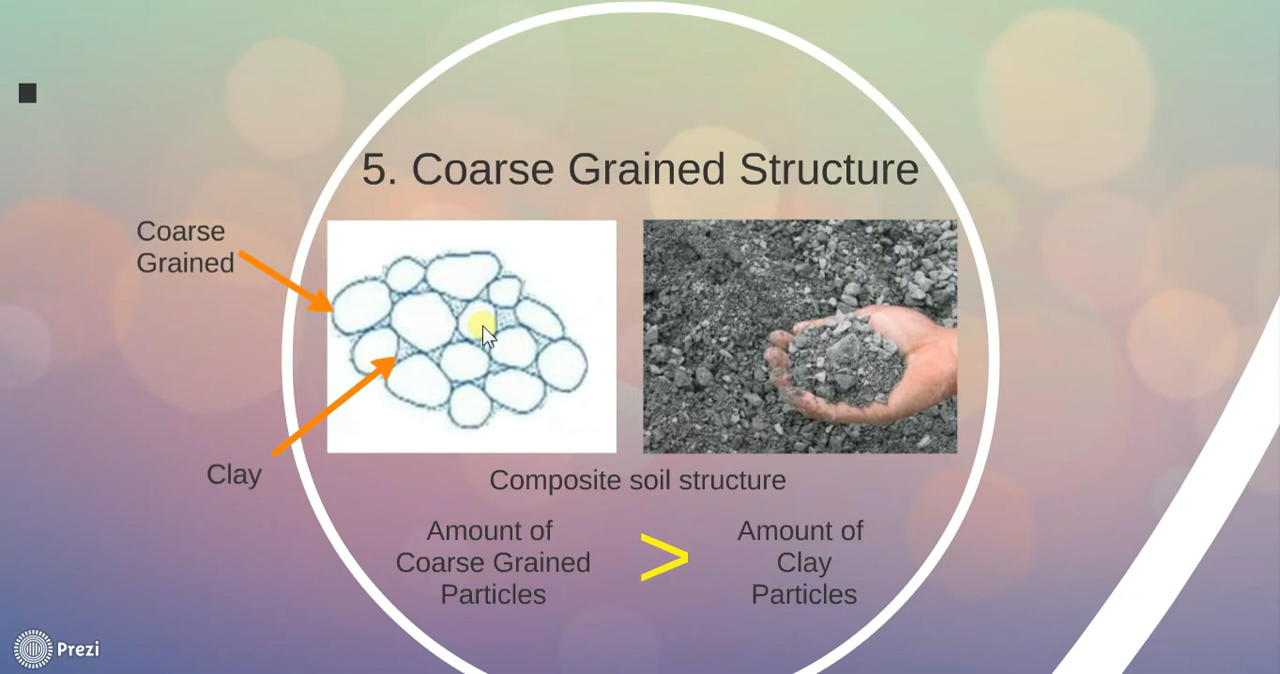 5. Coarse Grained Structure
Coarse
Grained
Clay
Composite soil structure
Amount of
Coarse Grained
Particles
>
Amount of
Clay
Particles
Prezi